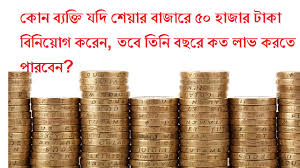 কোন ব্যক্তি যদি শেয়ার বাজারে ৫০ হাজার টাকা
বিনিয়োগ করেন, তবে তিনি বছরে কত লাভ করতে
পারবেন?